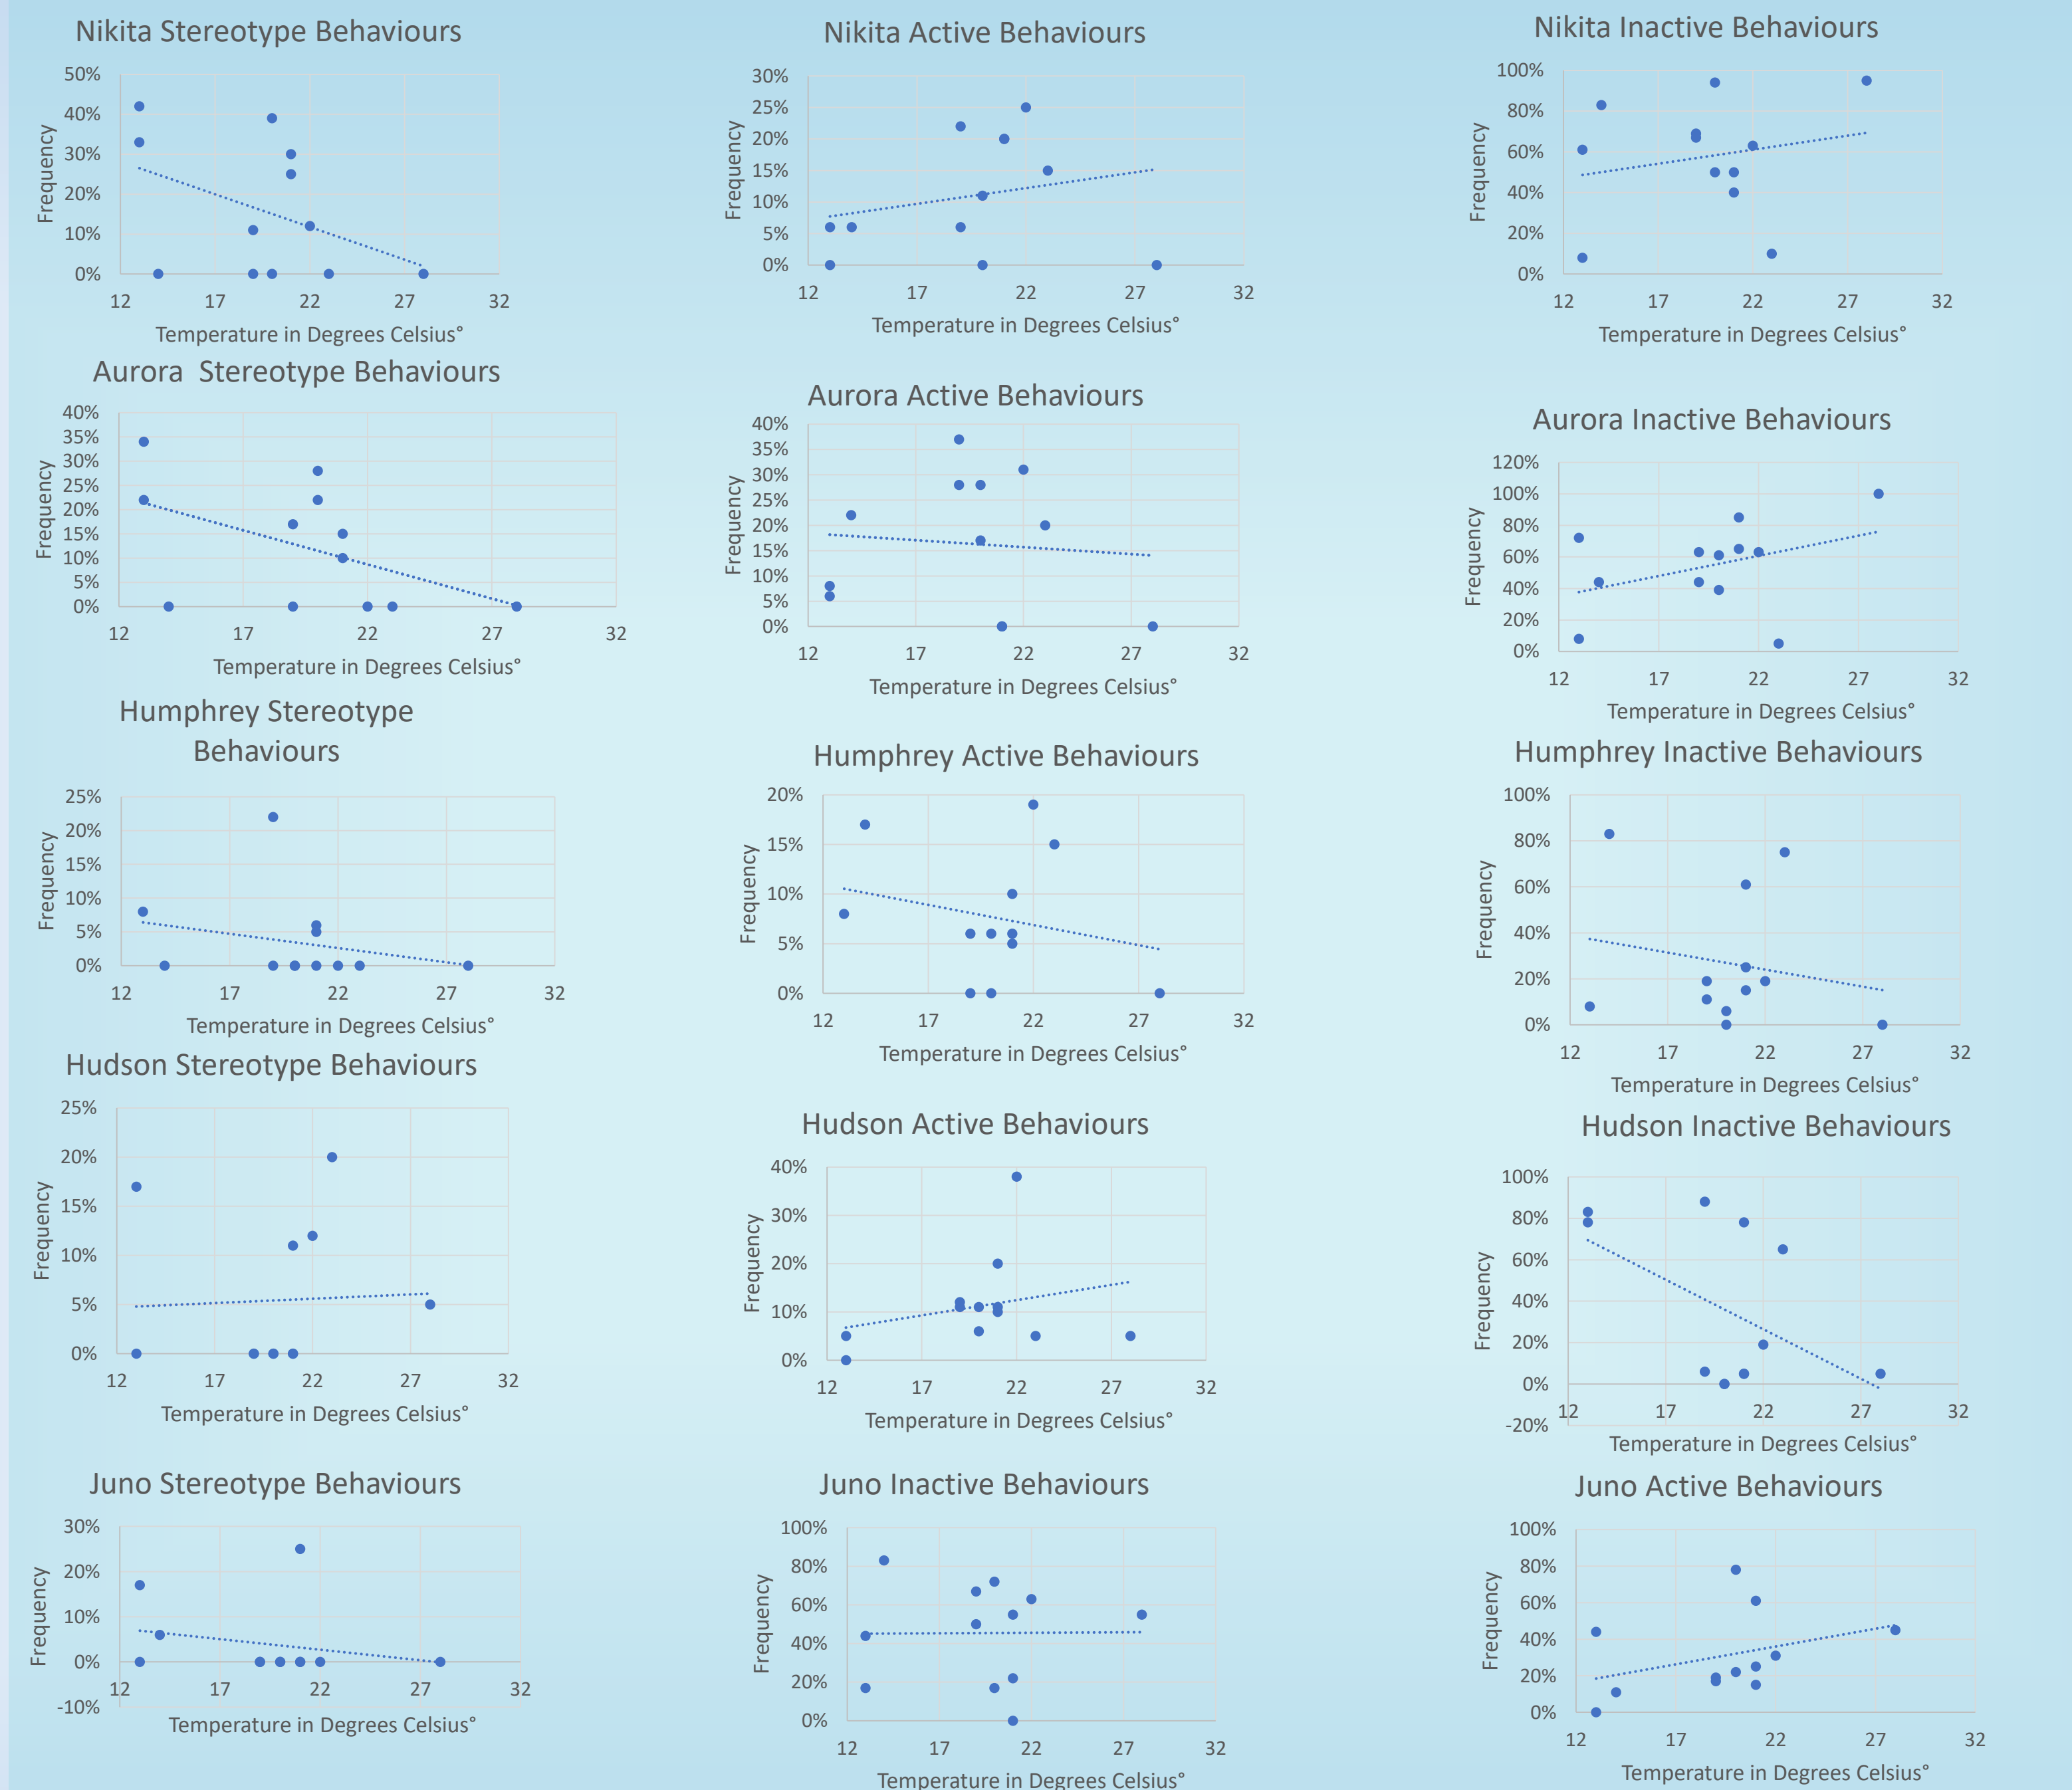 Nikita Stereotype Behaviours
50%
40%
30%
20%
10%
0%
Frequency
12 17 22 27 32
Temperature in Degrees Celsius°
Nikita Active Behaviours
30%
25%
20%
15%
10%
5%
0%
Frequency
12 17 22 27 32
Temperature in Degrees Celsius°
Nikita Inactive Behaviours
100%
80%
60%
40%
20%
0%
Frequency
12 17 22 27 32
Temperature in Degrees Celsius°
Aurora Stereotype Behaviours
40%
35%
30%
25%
20%
15%
10%
5%
0%
Frequency
12 17 22 27 32
Temperature in Degrees Celsius°
Aurora Active Behaviours
40%
35%
30%
25%
20%
15%
10%
5%
0%
Frequency
12 17 22 27 32
Temperature in Degrees Celsius°
Aurora Inactive Behaviours
120%
100%
80%
60%
40%
20%
0%
Frequency
12 17 22 27 32
Temperature in Degrees Celsius°
Humphrey Stereotype
Behaviours
25%
20%
15%
10%
5%
0%
Frequency
12 17 22 27 32
Temperature in Degrees Celsius°
Humphrey Active Behaviours
20%
15%
10%
5%
0%
Frequency
12 17 22 27 32
Temperature in Degrees Celsius°
Humphrey Inactive Behaviours
100%
80%
60%
40%
20%
0%
Frequency
12 17 22 27 32
Temperature in Degrees Celsius°
Hudson Stereotype Behaviours
25%
20%
15%
10%
5%
0%
Frequency
12 17 22 27 32
Temperature in Degrees Celsius°
Hudson Active Behaviours
40%
30%
20%
10%
0%
Frequency
12 17 22 27 32
Temperature in Degrees Celsius°
Hudson Inactive Behaviours
100%
80%
60%
40%
20%
0%
-20%
Frequency
12 17 22 27 32
Temperature in Degrees Celsius°
Juno Stereotype Behaviours
30%
20%
10%
0%
-10%
Frequency
12 17 22 27 32
Temperature in Degrees Celsius°
Juno Inactive Behaviours
100%
80%
60%
40%
20%
0%
Frequency
12 17 22 27 32
Temperature in Degrees Celsius°
Juno Active Behaviours
100%
80%
60%
40%
20%
0%
Frequency
12 17 22 27 32
Temperature in Degrees Celsius°